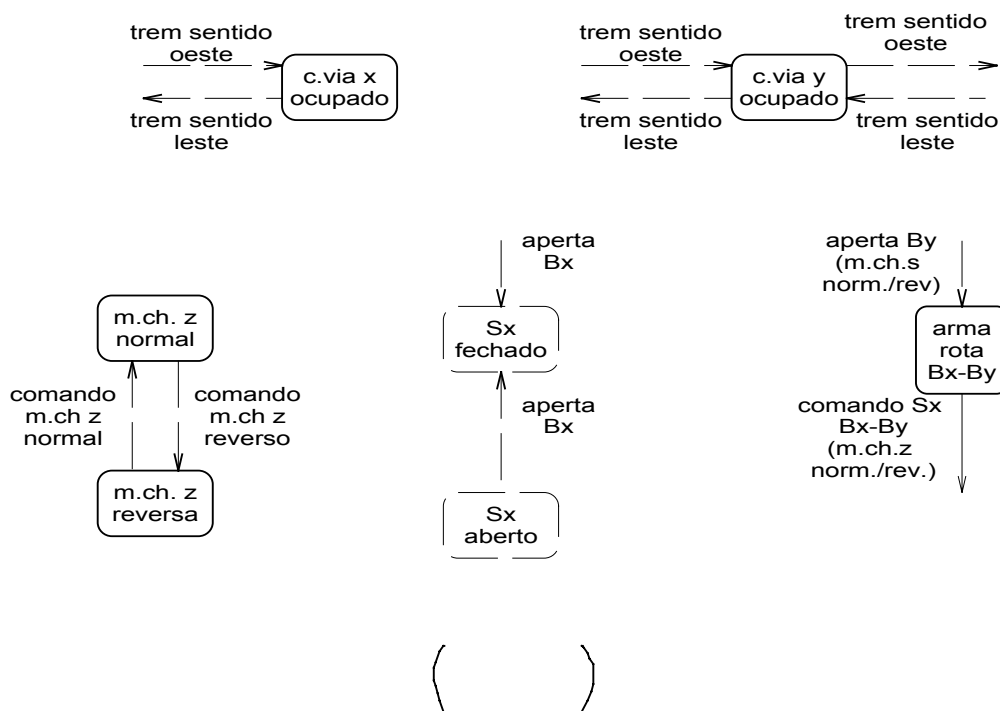 trem sentido
oeste
c.via x
ocupado
trem sentido
leste
trem sentido
oeste
trem sentido
oeste
c.via y
ocupado
trem sentido
leste
trem sentido
leste
aperta
Bx
aperta By
(m.ch.s
norm./rev)
m.ch. z
normal
Sx
fechado
arma
rota
Bx-By
comando
m.ch z
normal
comando
m.ch z
reverso
aperta
Bx
comando Sx
Bx-By
(m.ch.z
norm./rev.)
m.ch. z
reversa
Sx
aberto